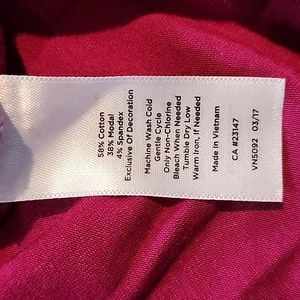 58% Cotton
38% Modal
4% Spandex
Exclusive Of Decoration
Machine Wash Cold
Gentle Cycle
Only Non-Chlorine
Bleach When Needed
Tumble Dry Low
Warm Iron, If Needed
Made In Vietnam
CA #23147
VN5092 03/17